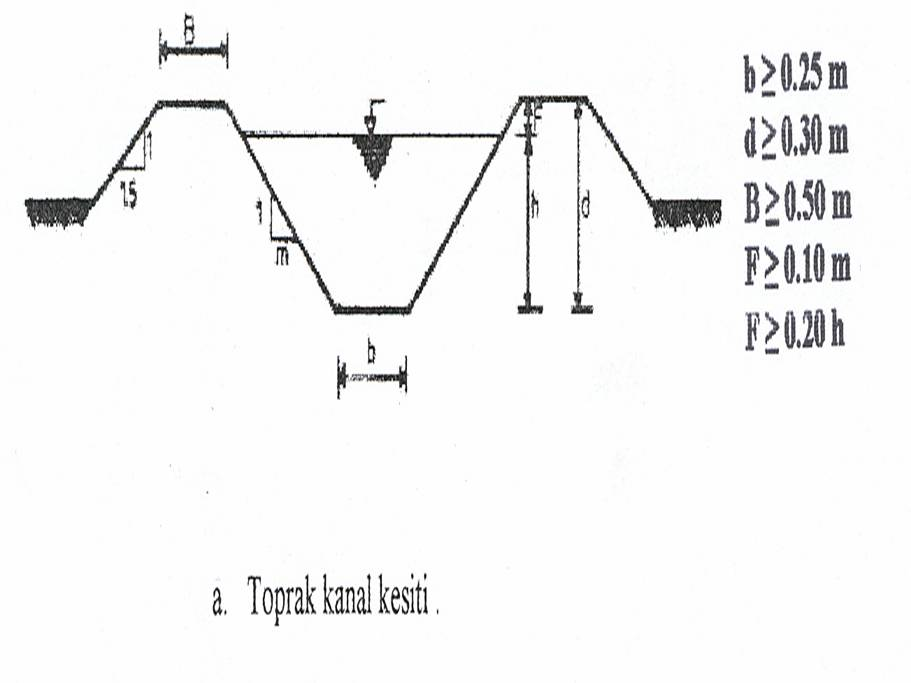 B
b ≥ 0.25 m
F
d ≥ 0.30 m
1
1.5
1
h
d
B ≥ 0.50 m
m
F ≥ 0.10 m
F ≥ 0.20 h
b
a. Toprak kanal kesiti .